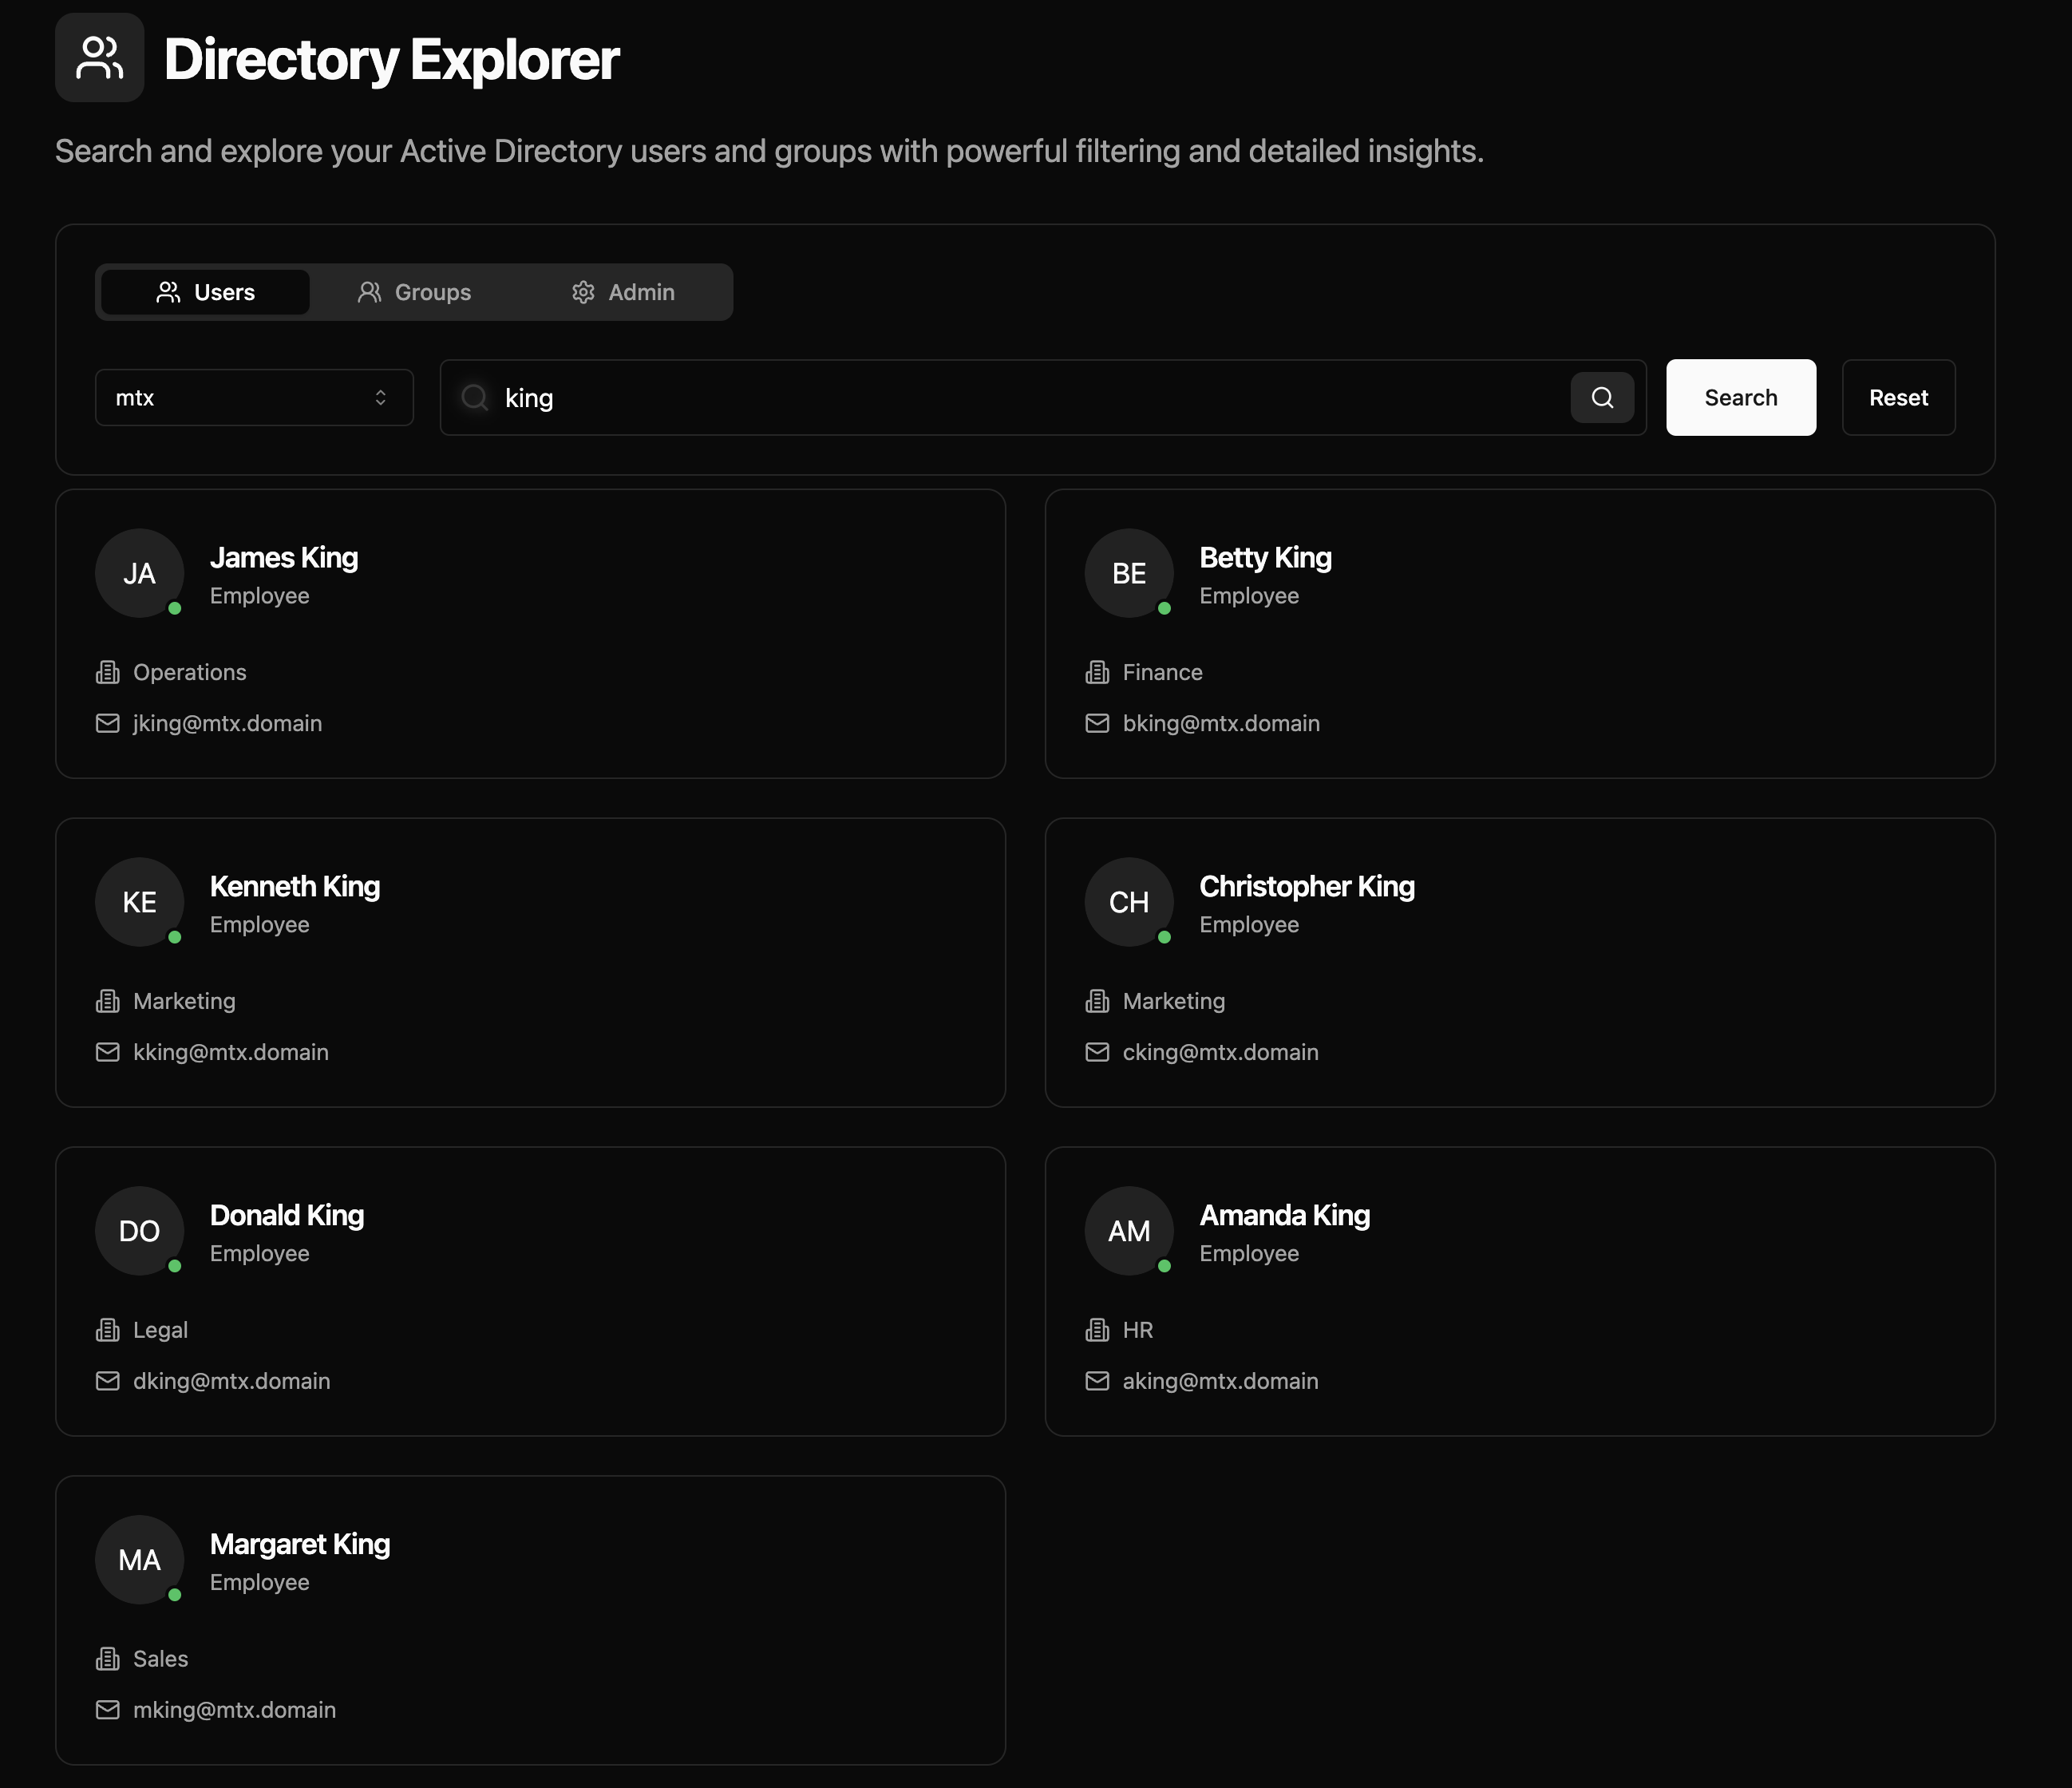 Directory Explorer
Search and explore your Active Directory users and groups with powerful filtering and detailed insights.
Users Groups Admin
mtx king Search Reset
JA James King
Employee
Operations
jking@mtx.domain
BE Betty King
Employee
Finance
bking@mtx.domain
KE Kenneth King
Employee
Marketing
kking@mtx.domain
CH Christopher King
Employee
Marketing
cking@mtx.domain
DO Donald King
Employee
Legal
dking@mtx.domain
AM Amanda King
Employee
HR
aking@mtx.domain
MA Margaret King
Employee
Sales
mking@mtx.domain